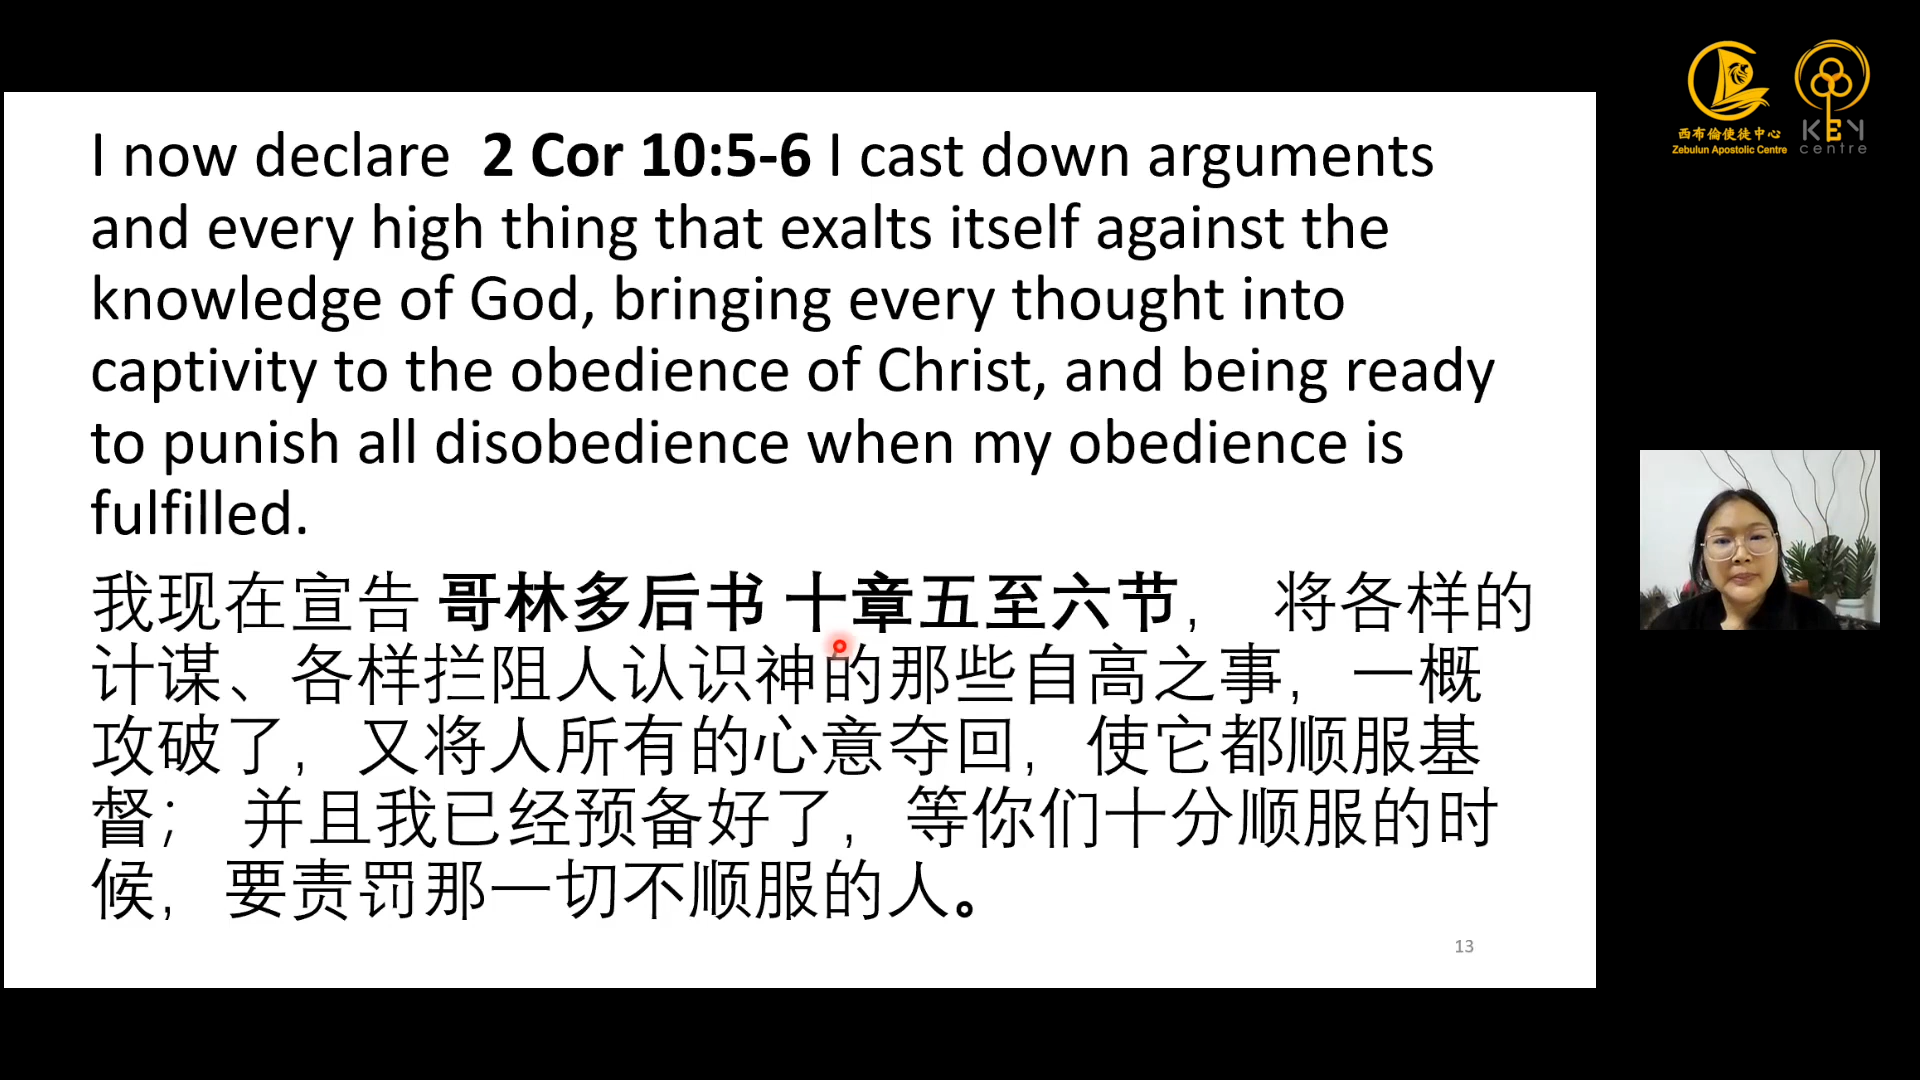 I now declare 2 Cor 10:5-6 I cast down arguments
and every high thing that exalts itself against the
knowledge of God, bringing every thought into
captivity to the obedience of Christ, and being ready
to punish all disobedience when my obedience is
fulfilled.
我现在宣告 哥林多后书 十章五至六节， 将各样的
计谋、各样拦阻人认识神的那些自高之事，一概
攻破了，又将人所有的心意夺回，使它都顺服基
督； 并且我已经预备好了，等你们十分顺服的时
候，要责罚那一切不顺服的人。
13
西布倫使徒中心
Zebulun Apostolic Centre
KEY
centre